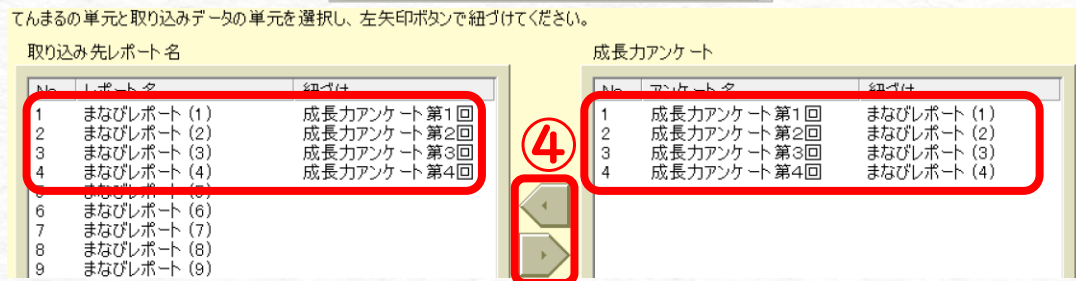 てんまるの単元と取り込みデータの単元を選択し、左矢印ボタンで紐づけてください。
取り込み先レポート名
No レポート名 紐づけ
1 まなびレポート (1) 成長力アンケート第1回
2 まなびレポート (2) 成長力アンケート第2回
3 まなびレポート (3) 成長力アンケート第3回
4 まなびレポート (4) 成長力アンケート第4回
5 まなびレポート (5)
6 まなびレポート (6)
7 まなびレポート (7)
8 まなびレポート (8)
9 まなびレポート (9)
④
成長力アンケート
No アンケート名 紐づけ
1 成長力アンケート第1回 まなびレポート (1)
2 成長力アンケート第2回 まなびレポート (2)
3 成長力アンケート第3回 まなびレポート (3)
4 成長力アンケート第4回 まなびレポート (4)